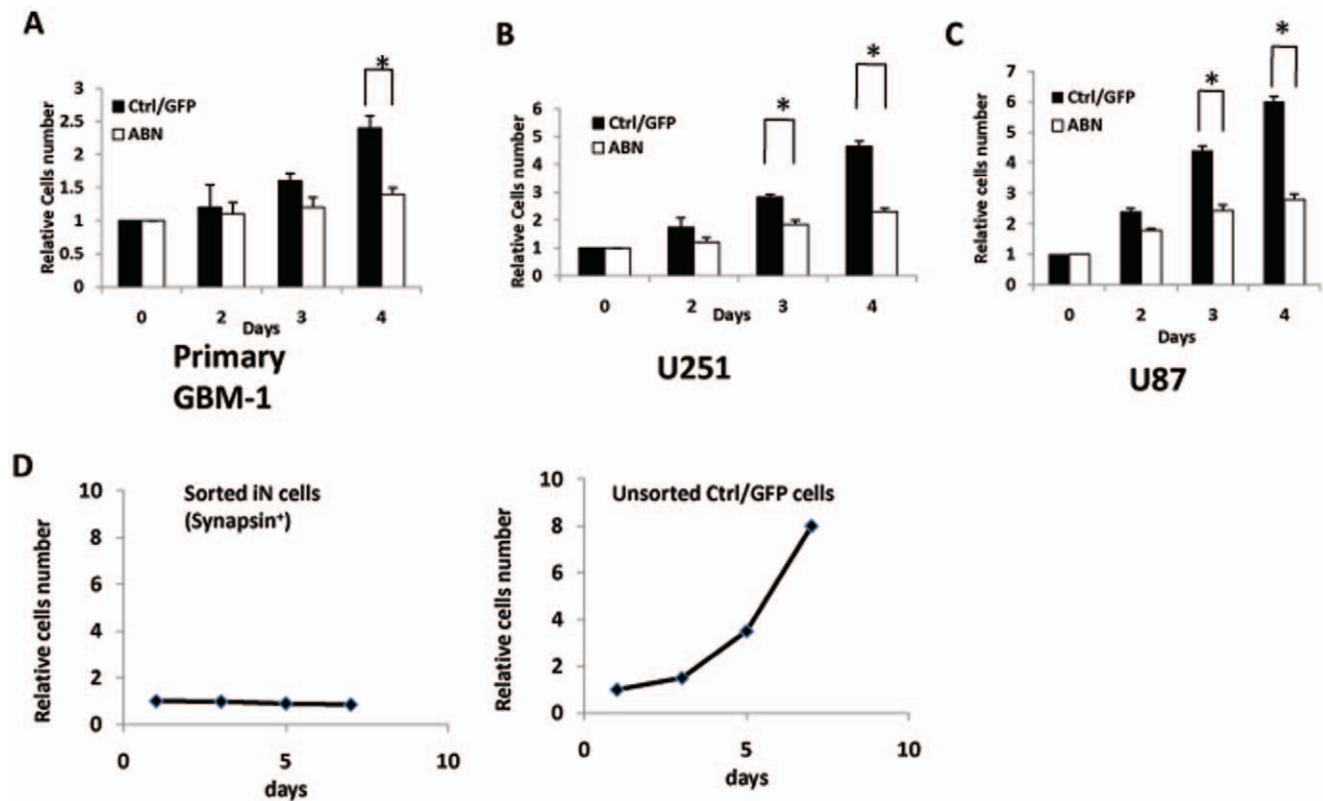 A
*
3
2.5
2
1.5
1
0.5
0
Relative Cells number
Ctrl/GFP
ABN
0 2 3 4
Days
Primary
GBM-1
B
*
*
6
5
4
3
2
1
0
Relative Cells number
Ctrl/GFP
ABN
0 2 3 4
Days
U251
C
*
*
7
6
5
4
3
2
1
0
Relative cells number
Ctrl/GFP
ABN
0 2 3 4
Days
U87
D
10
8
6
4
2
0
Relative cells number
Sorted iN cells
(Synapsin⁺)
0 5 10
days
10
8
6
4
2
0
Relative cells number
Unsorted Ctrl/GFP cells
0 5 10
days